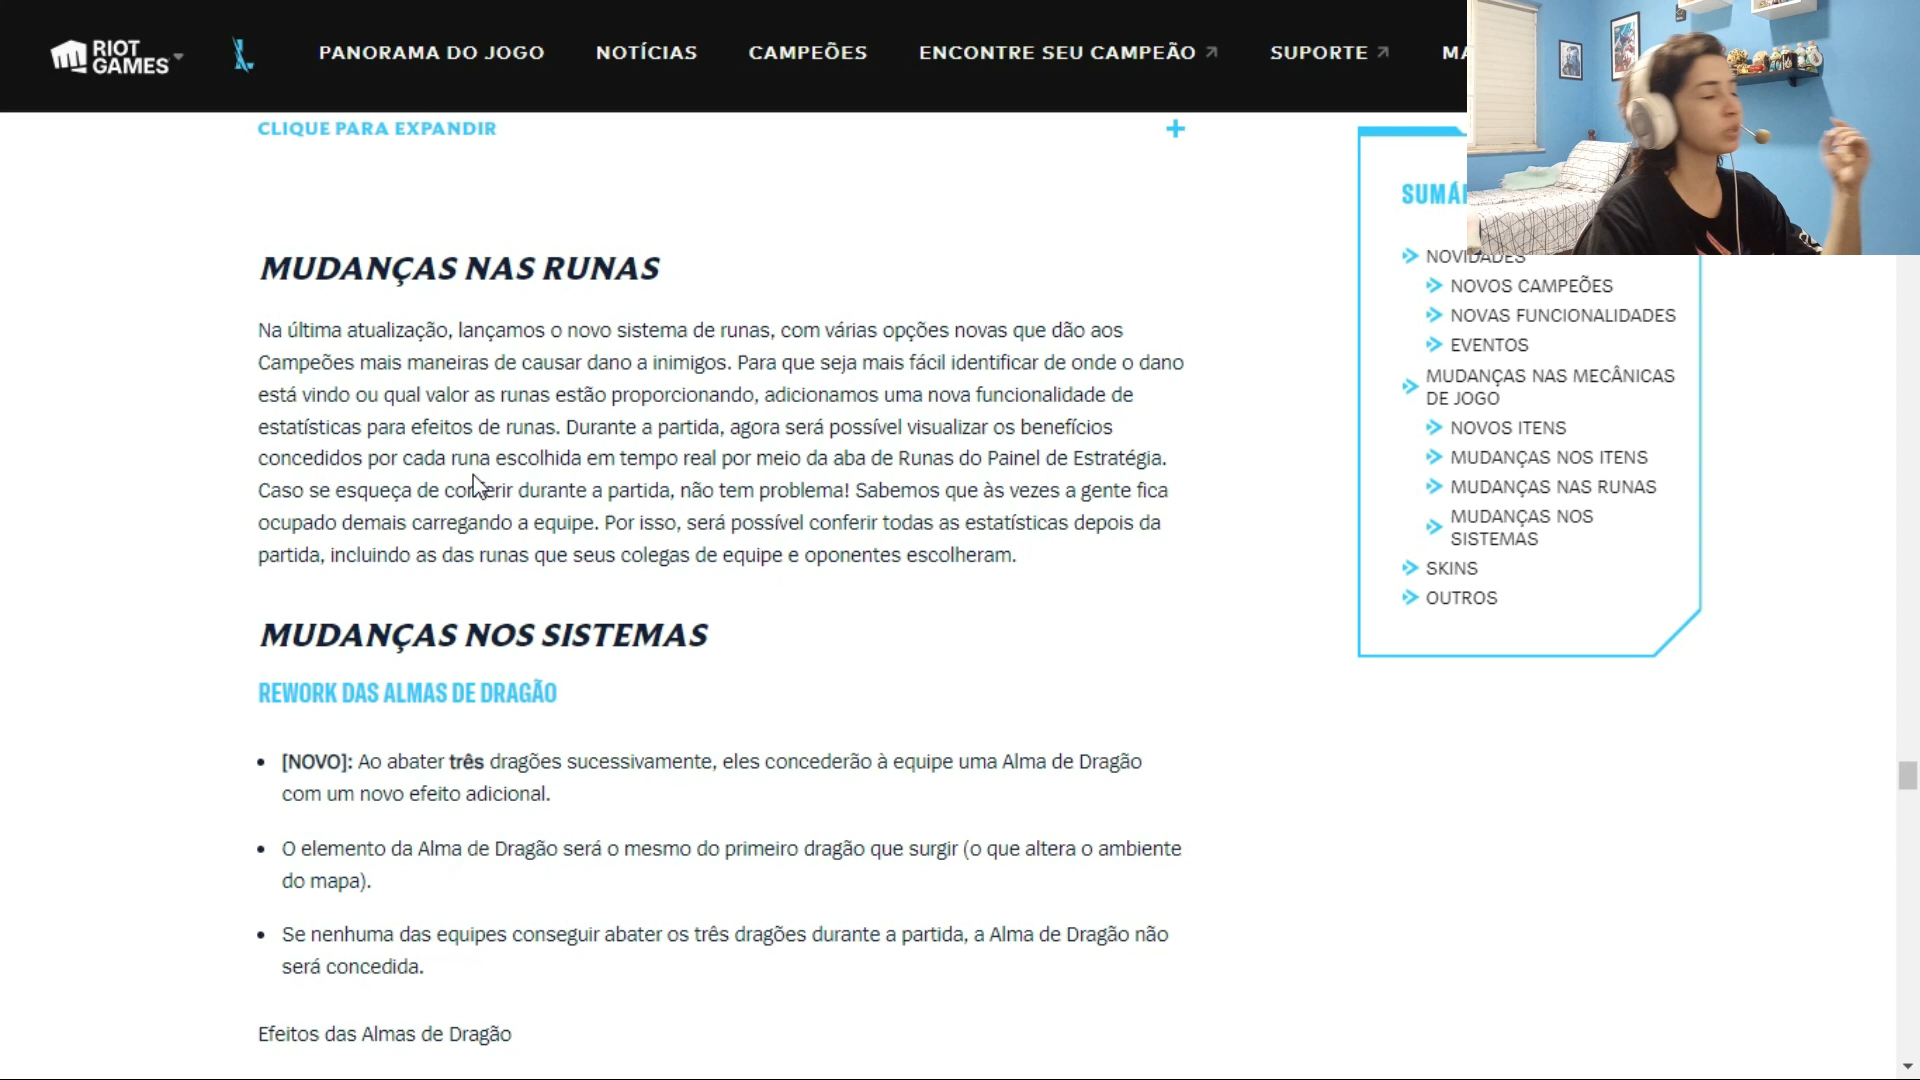 RIOT GAMES
PANORAMA DO JOGO
NOTÍCIAS
CAMPEÕES
ENCONTRE SEU CAMPEÃO
SUPORTE
CLIQUE PARA EXPANDIR +
MUDANÇAS NAS RUNAS
Na última atualização, lançamos o novo sistema de runas, com várias opções novas que dão aos
Campeões mais maneiras de causar dano a inimigos. Para que seja mais fácil identificar de onde o dano
está vindo ou qual valor as runas estão proporcionando, adicionamos uma nova funcionalidade de
estatísticas para efeitos de runas. Durante a partida, agora será possível visualizar os benefícios
concedidos por cada runa escolhida em tempo real por meio da aba de Runas do Painel de Estratégia.
Caso se esqueça de conferir durante a partida, não tem problema! Sabemos que às vezes a gente fica
ocupado demais carregando a equipe. Por isso, será possível conferir todas as estatísticas depois da
partida, incluindo as das runas que seus colegas de equipe e oponentes escolheram.
MUDANÇAS NOS SISTEMAS
REWORK DAS ALMAS DE DRAGÃO
• [NOVO]: Ao abater três dragões sucessivamente, eles concederão à equipe uma Alma de Dragão
com um novo efeito adicional.
• O elemento da Alma de Dragão será o mesmo do primeiro dragão que surgir (o que altera o ambiente
do mapa).
• Se nenhuma das equipes conseguir abater os três dragões durante a partida, a Alma de Dragão não
será concedida.
Efeitos das Almas de Dragão
NOVIDADES
NOVOS CAMPEÕES
NOVAS FUNCIONALIDADES
EVENTOS
MUDANÇAS NAS MECÂNICAS
DE JOGO
NOVOS ITENS
MUDANÇAS NOS ITENS
MUDANÇAS NAS RUNAS
MUDANÇAS NOS
SISTEMAS
SKINS
OUTROS